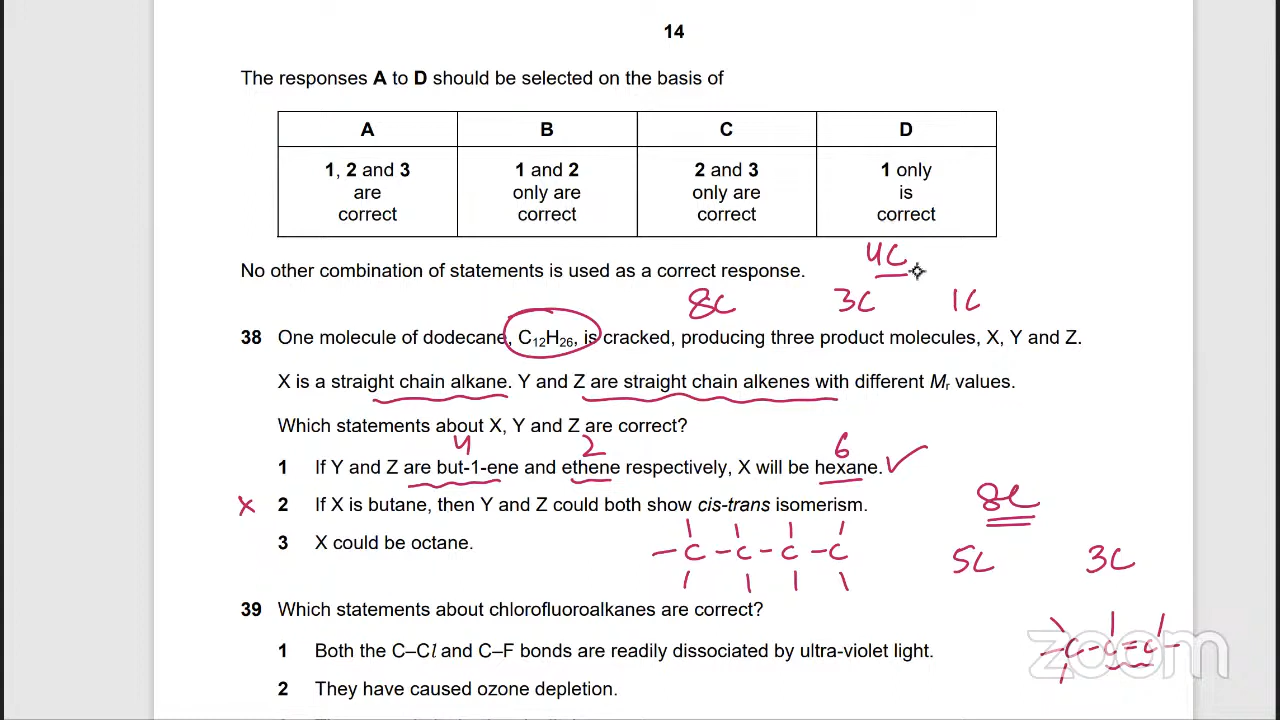 14
The responses A to D should be selected on the basis of
A B C D
1, 2 and 3 are correct
1 and 2 only are correct
2 and 3 only are correct
1 only is correct
4C
No other combination of statements is used as a correct response.
8C 3C 1C
38 One molecule of dodecane, C₁₂H₂₆, is cracked, producing three product molecules, X, Y and Z.
X is a straight chain alkane. Y and Z are straight chain alkenes with different Mᵣ values.
Which statements about X, Y and Z are correct?
4 2 6
1 If Y and Z are but-1-ene and ethene respectively, X will be hexane. ✓
x 2 If X is butane, then Y and Z could both show cis-trans isomerism.
8C
3 X could be octane.
– C – C – C – C
5C 3C
39 Which statements about chlorofluoroalkanes are correct?
– C – C = C –
zoom
1 Both the C–Cl and C–F bonds are readily dissociated by ultra-violet light.
2 They have caused ozone depletion.